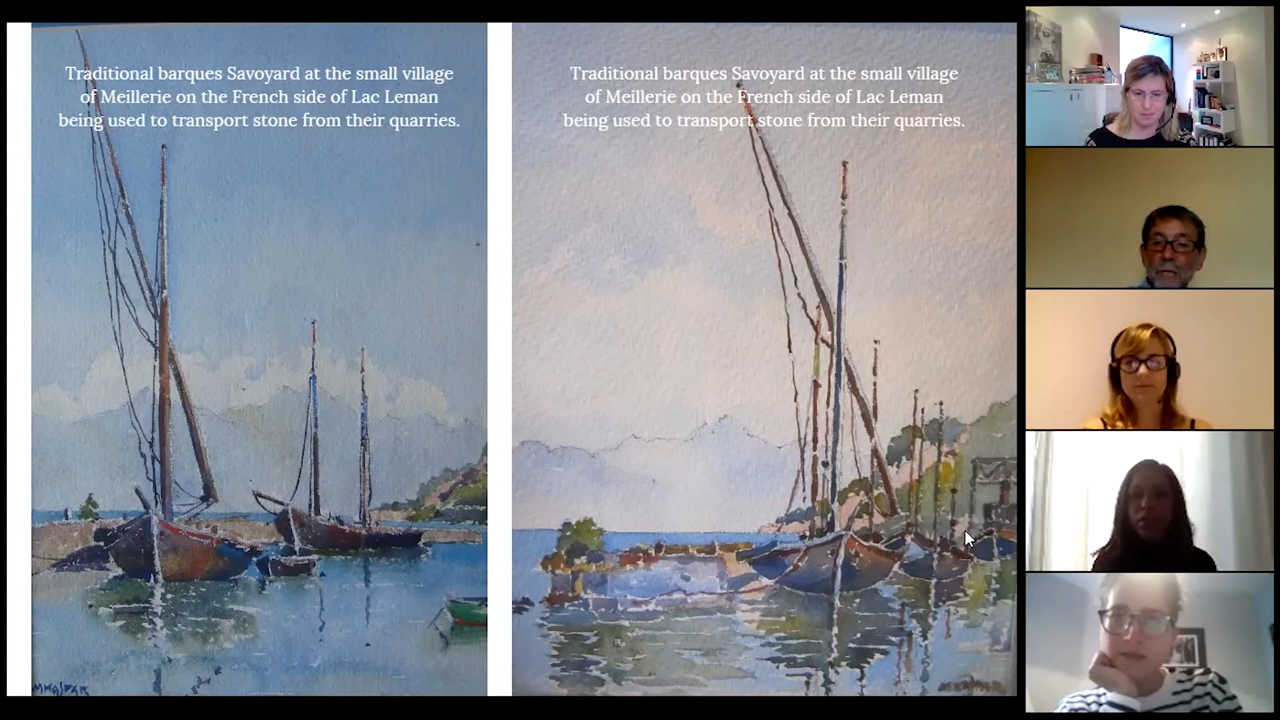 Traditional barques Savoyard at the small village
of Meillerie on the French side of Lac Leman
being used to transport stone from their quarries.
Traditional barques Savoyard at the small village
of Meillerie on the French side of Lac Leman
being used to transport stone from their quarries.